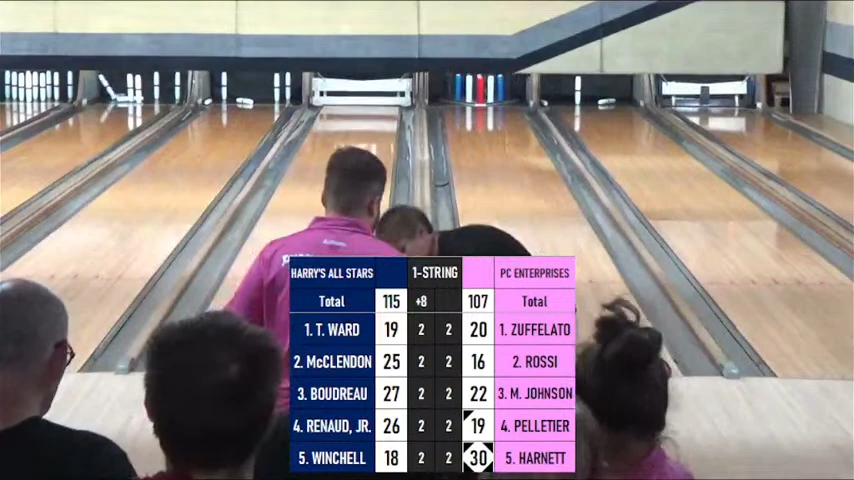 HARRY'S ALL STARS 1-STRING PC ENTERPRISES
Total 115 +8 107 Total
1. T. WARD 19 2 2 20 1. ZUFFELATO
2. McCLENDON 25 2 2 16 2. ROSSI
3. BOUDREAU 27 2 2 22 3. M. JOHNSON
4. RENAUD, JR. 26 2 2 19 4. PELLETIER
5. WINCHELL 18 2 2 30 5. HARNETT